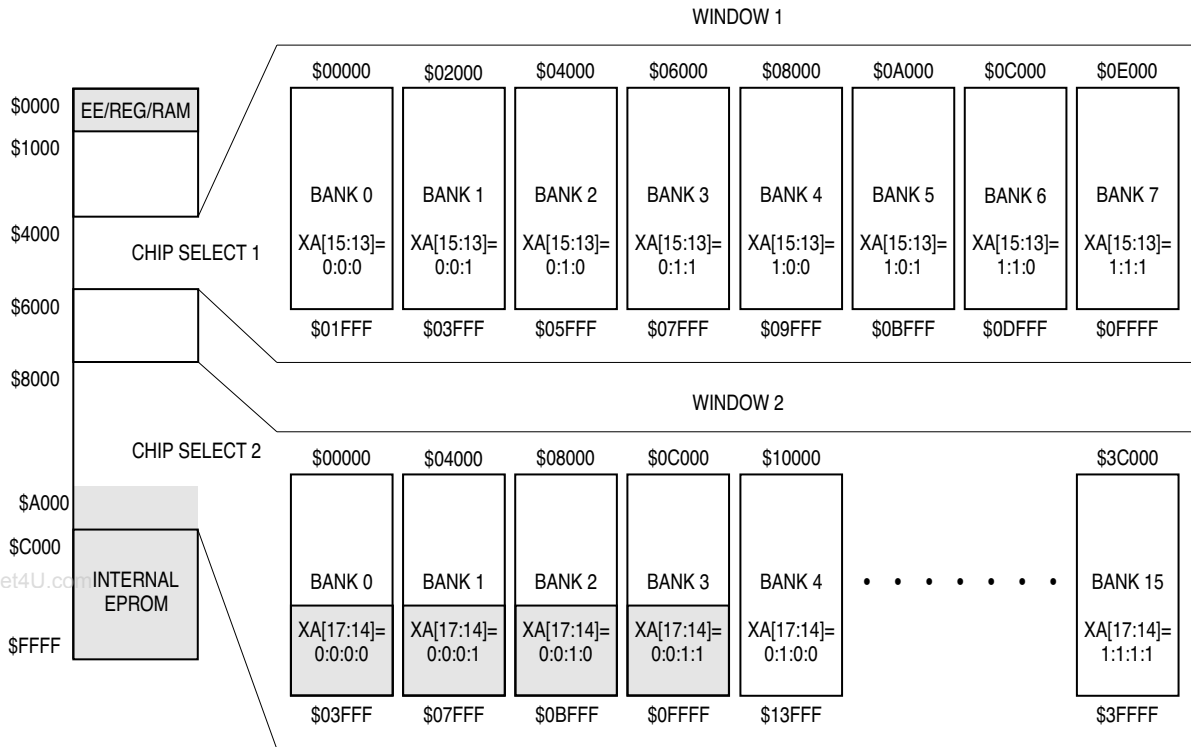 WINDOW 1
$00000 $02000 $04000 $06000 $08000 $0A000 $0C000 $0E000
$0000 EE/REG/RAM
$1000
BANK 0 BANK 1 BANK 2 BANK 3 BANK 4 BANK 5 BANK 6 BANK 7
$4000
CHIP SELECT 1
XA[15:13]= XA[15:13]= XA[15:13]= XA[15:13]= XA[15:13]= XA[15:13]= XA[15:13]= XA[15:13]=
0:0:0 0:0:1 0:1:0 0:1:1 1:0:0 1:0:1 1:1:0 1:1:1
$6000
$01FFF $03FFF $05FFF $07FFF $09FFF $0BFFF $0DFFF $0FFFF
$8000
WINDOW 2
CHIP SELECT 2
$00000 $04000 $08000 $0C000 $10000 $3C000
$A000
$C000
et4U.com
INTERNAL
EPROM
BANK 0 BANK 1 BANK 2 BANK 3 BANK 4 • • • • • • • BANK 15
XA[17:14]= XA[17:14]= XA[17:14]= XA[17:14]= XA[17:14]= XA[17:14]=
0:0:0:0 0:0:0:1 0:0:1:0 0:0:1:1 0:1:0:0 1:1:1:1
$FFFF
$03FFF $07FFF $0BFFF $0FFFF $13FFF $3FFFF